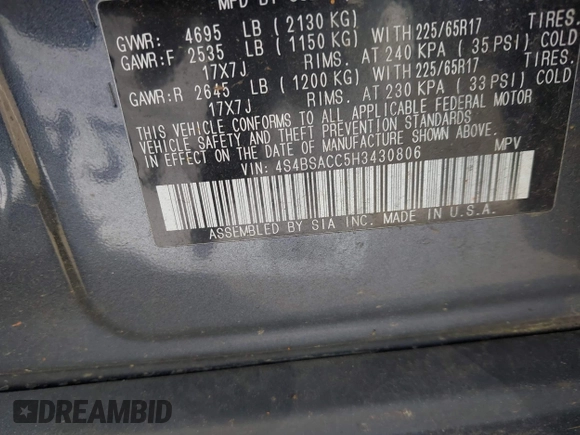 MFD BY
GVWR: 4695 LB (2130 KG)
GAWR:F 2535 LB (1150 KG) WITH 225/65R17 TIRES.
17X7J RIMS. AT 240 KPA (35 PSI) COLD
GAWR:R 2645 LB (1200 KG) WITH 225/65R17 TIRES.
17X7J RIMS. AT 230 KPA (33 PSI) COLD
THIS VEHICLE CONFORMS TO ALL APPLICABLE FEDERAL MOTOR
VEHICLE SAFETY AND THEFT PREVENTION STANDARDS
IN EFFECT ON THE DATE OF MANUFACTURE SHOWN ABOVE.
VIN: 4S4BSACC5H3430806 MPV
ASSEMBLED BY SIA INC. MADE IN U.S.A.
DREAMBID